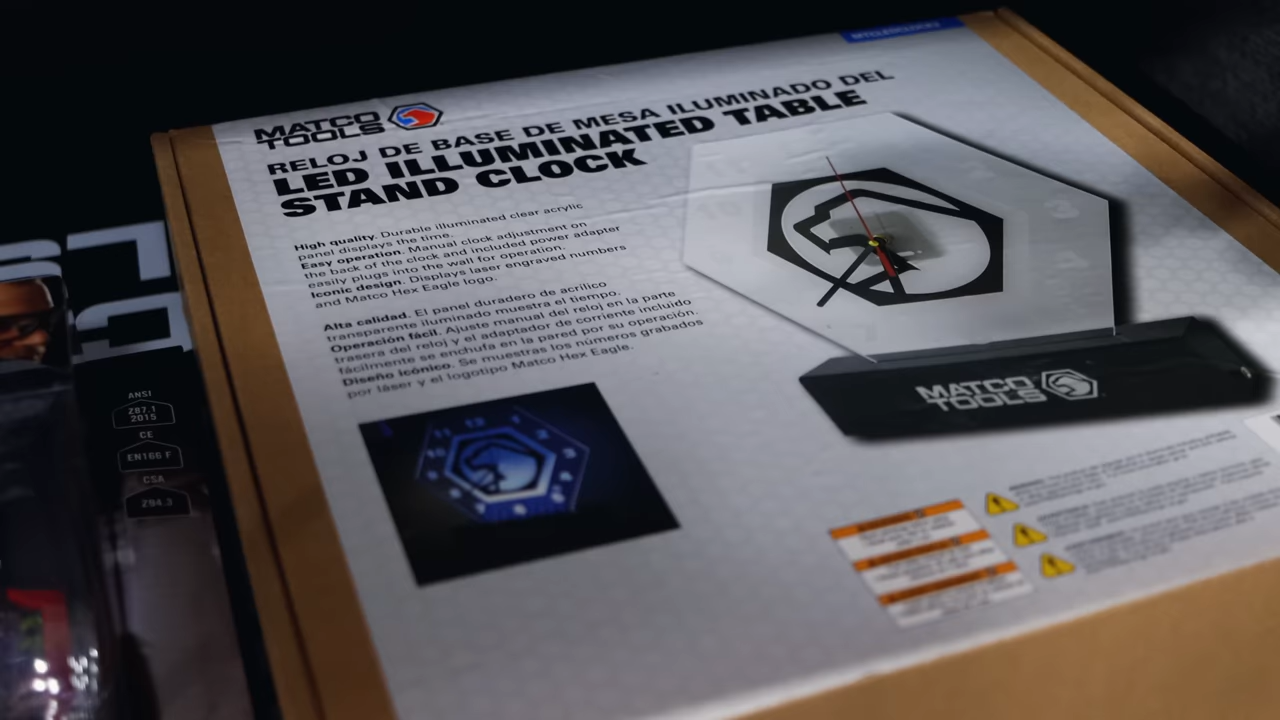 MATCO
TOOLS
RELOJ DE BASE DE MESA ILUMINADO DEL
LED ILLUMINATED TABLE
STAND CLOCK
High quality. Durable illuminated clear acrylic
panel displays the time.
Easy operation. Manual clock adjustment on
the back of the clock and included power adapter
easily plugs into the wall for operation.
Iconic design. Displays laser engraved numbers
and Matco Hex Eagle logo.
Alta calidad. El panel duradero de acrílico
transparente iluminado muestra el tiempo.
Operación fácil. Ajuste manual del reloj en la parte
trasera del reloj y el adaptador de corriente incluido
fácilmente se enchufa en la pared por su operación.
Diseño icónico. Se muestras los números grabados
por láser y el logotipo Matco Hex Eagle.
MATCO
TOOLS
ANSI
Z87.1
2015
CE
EN166 F
CSA
Z94.3